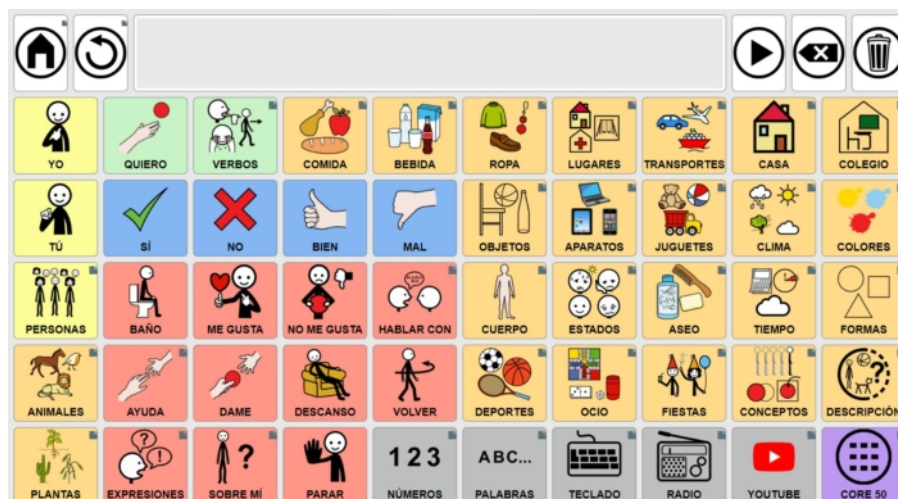 YO QUIERO VERBOS COMIDA BEBIDA ROPA LUGARES TRANSPORTES CASA COLEGIO
TÚ SÍ NO BIEN MAL OBJETOS APARATOS JUGUETES CLIMA COLORES
PERSONAS BAÑO ME GUSTA NO ME GUSTA HABLAR CON CUERPO ESTADOS ASEO TIEMPO FORMAS
ANIMALES AYUDA DAME DESCANSO VOLVER DEPORTES OCIO FIESTAS CONCEPTOS DESCRIPCIÓN
1 2 3 ABC...
PLANTAS EXPRESIONES SOBRE MÍ PARAR NÚMEROS PALABRAS TECLADO RADIO YOUTUBE CORE 50